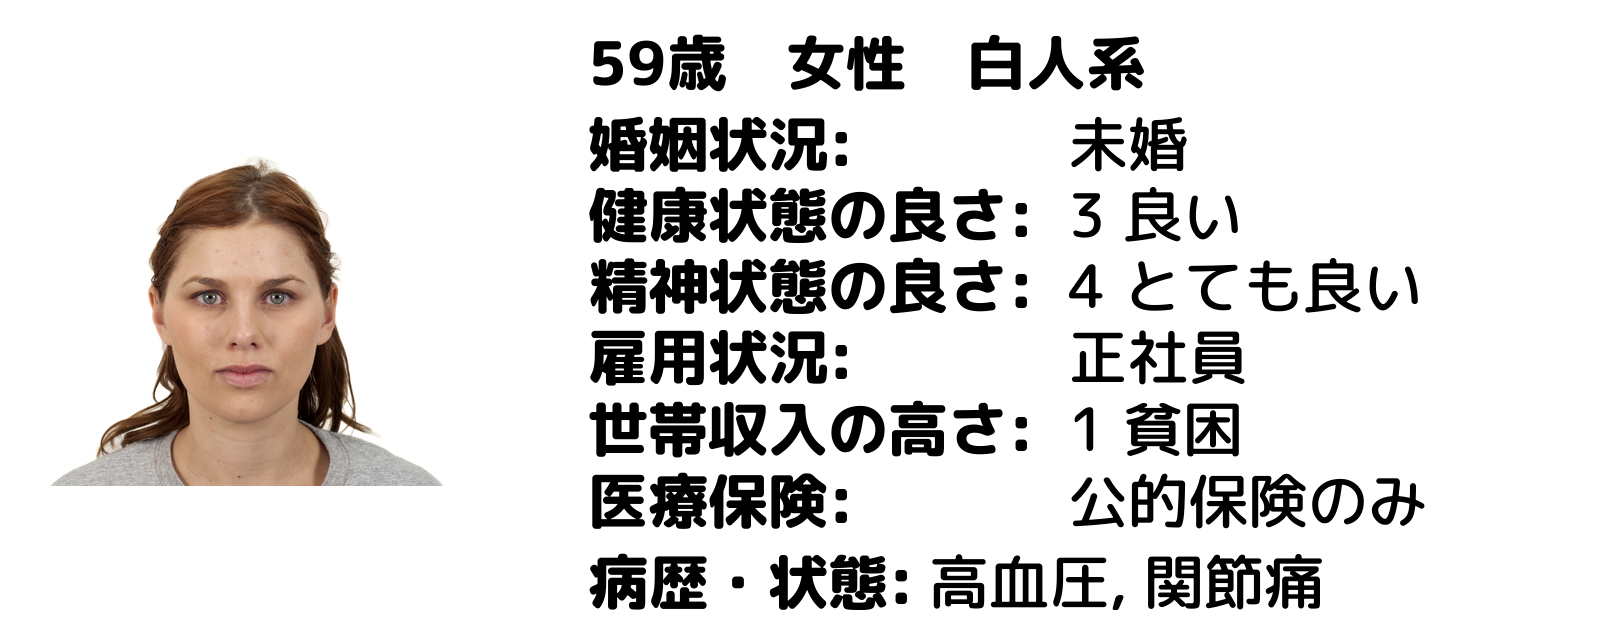 59歳　女性　白人系
婚姻状況: 未婚
健康状態の良さ: 3 良い
精神状態の良さ: 4 とても良い
雇用状況: 正社員
世帯収入の高さ: 1 貧困
医療保険: 公的保険のみ
病歴・状態: 高血圧, 関節痛